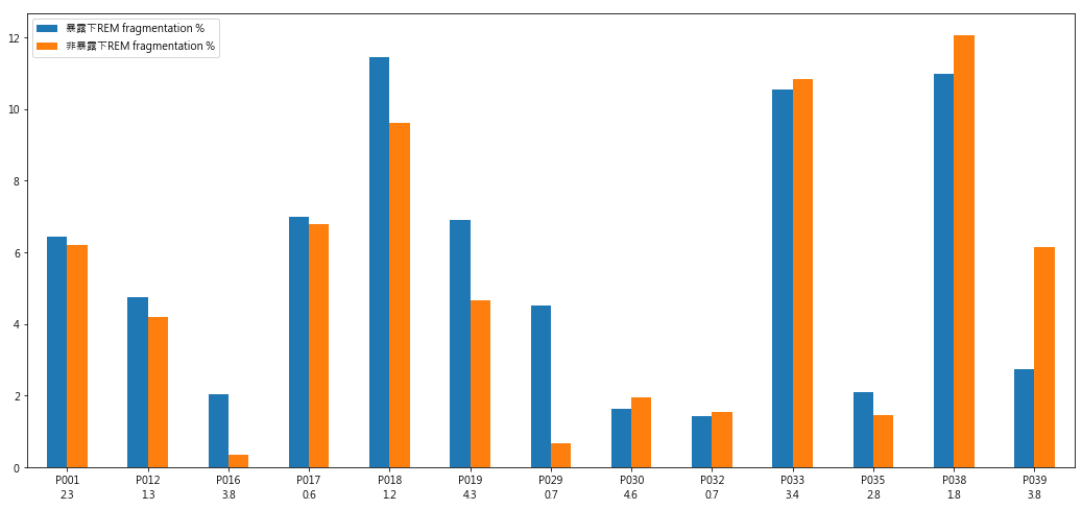 暴露下REM fragmentation %
非暴露下REM fragmentation %
12
10
8
6
4
2
0
P001 P012 P016 P017 P018 P019 P029 P030 P032 P033 P035 P038 P039
2.3 1.3 3.8 0.6 1.2 4.3 0.7 4.6 0.7 3.4 2.8 1.8 3.8